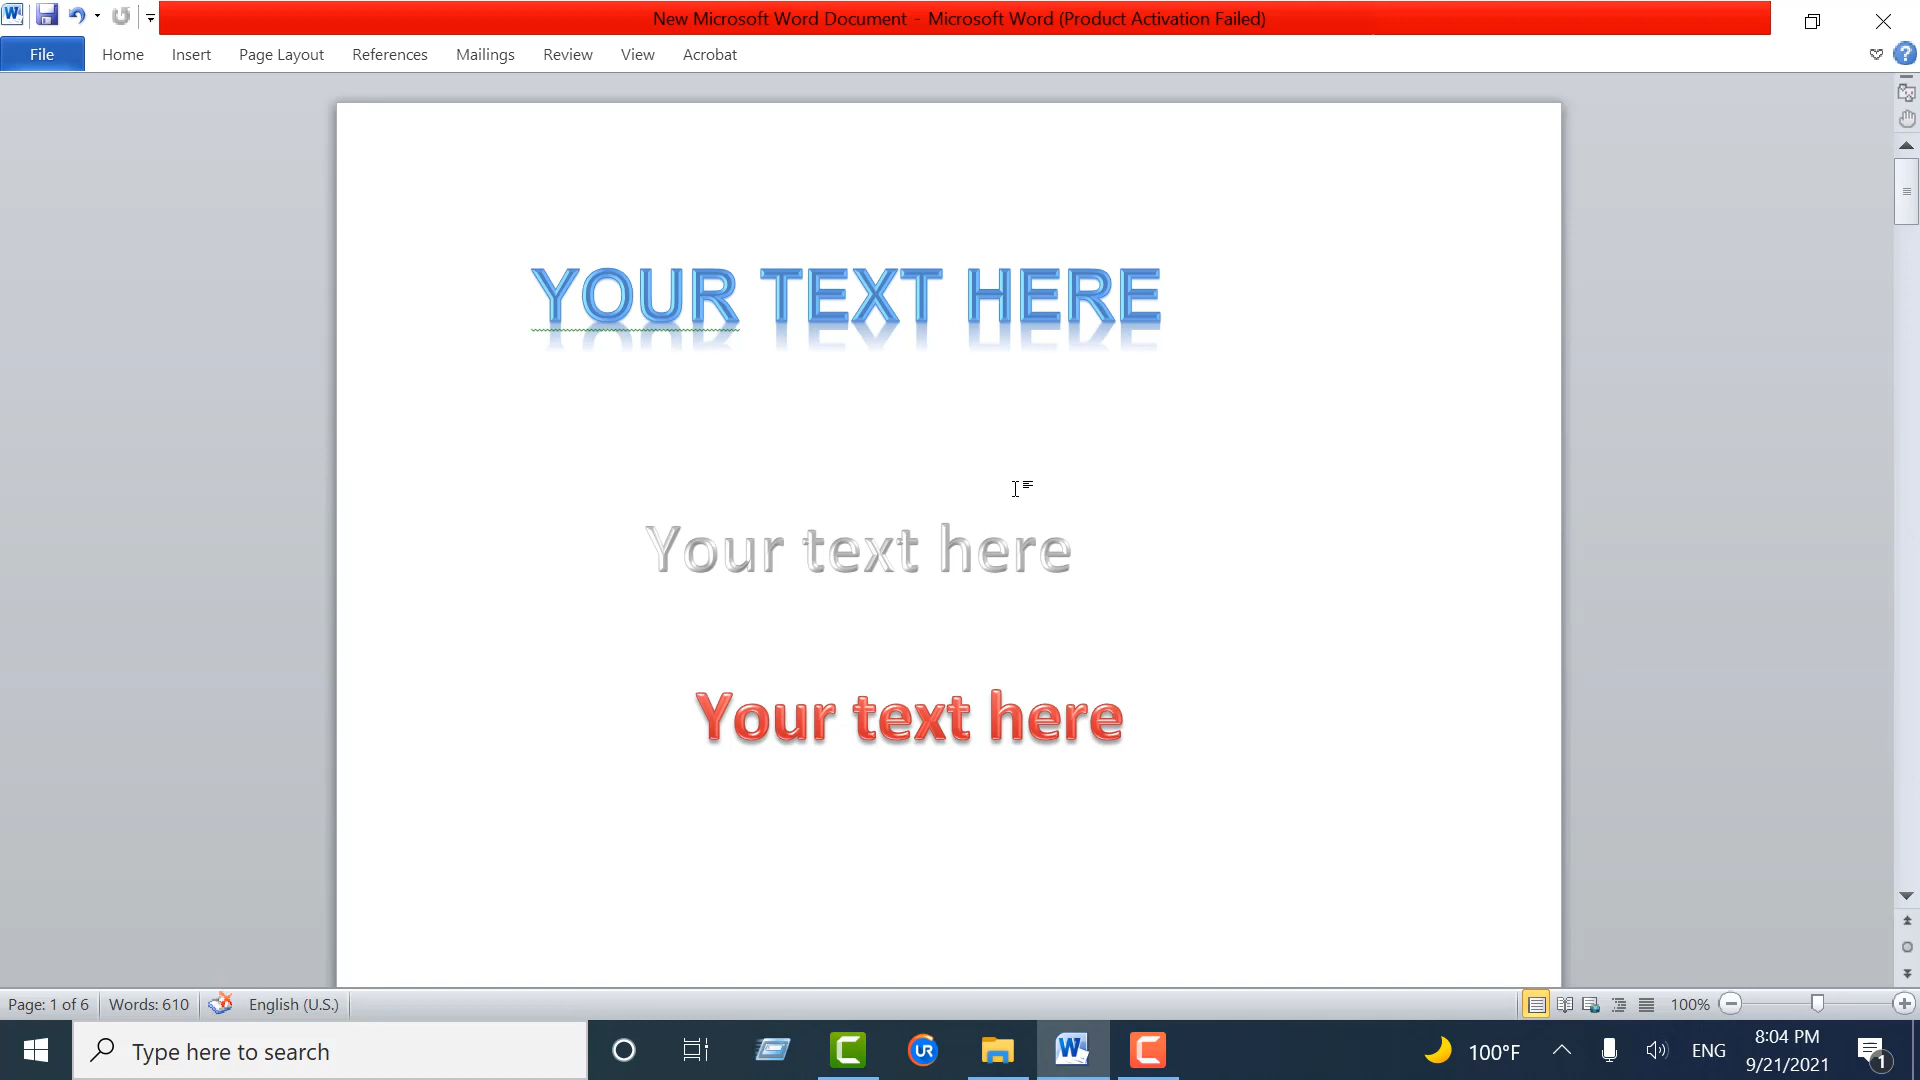 New Microsoft Word Document - Microsoft Word (Product Activation Failed)
File Home Insert Page Layout References Mailings Review View Acrobat
YOUR TEXT HERE
Your text here
Your text here
Page: 1 of 6 Words: 610 English (U.S.) 100%
Type here to search UR 100°F ENG 8:04 PM
9/21/2021 1